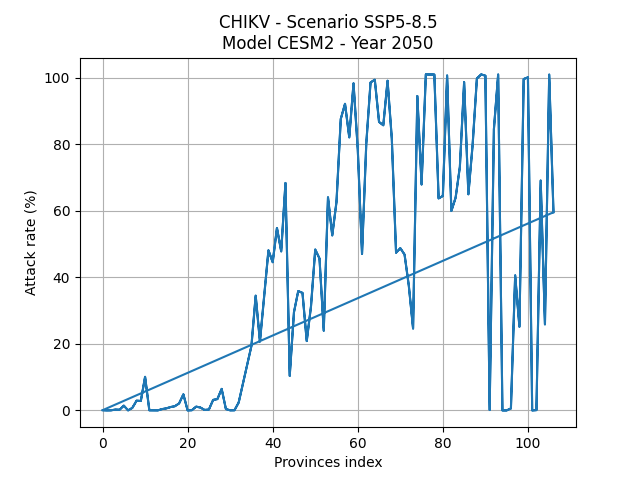 CHIKV - Scenario SSP5-8.5
Model CESM2 - Year 2050
Attack rate (%)
100
80
60
40
20
0
0 20 40 60 80 100
Provinces index